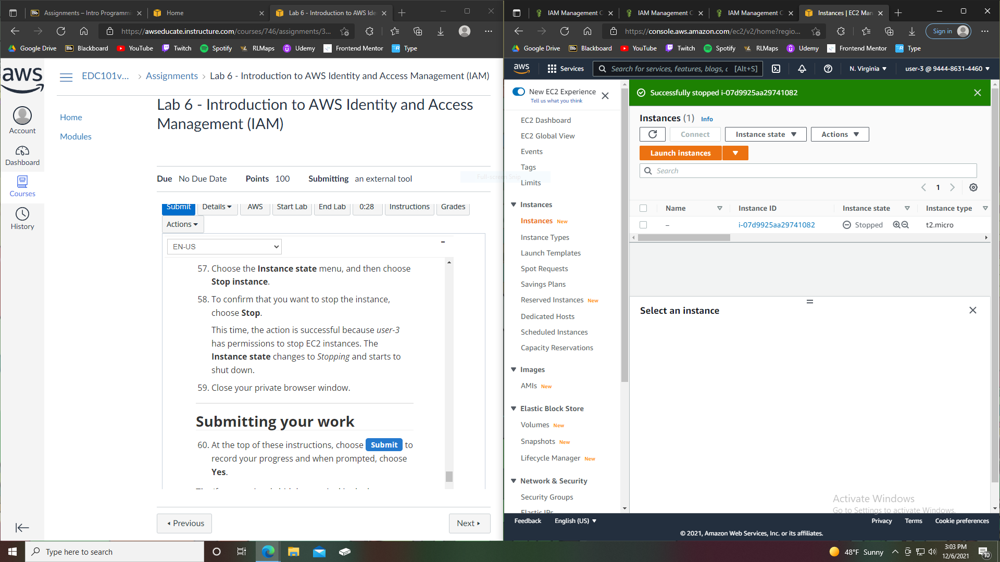 Assignments – Intro Programmi
Home
Lab 6 - Introduction to AWS Ide
https://awseducate.instructure.com/courses/746/assignments/3...
Google Drive
Blackboard
YouTube
Twitch
Spotify
RLMaps
Udemy
Frontend Mentor
Type
aws
Account
Dashboard
Courses
History
EDC101v... > Assignments > Lab 6 - Introduction to AWS Identity and Access Management (IAM)
Home
Modules
Lab 6 - Introduction to AWS Identity and Access
Management (IAM)
Due No Due Date Points 100 Submitting an external tool
Submit Details AWS Start Lab End Lab 0:28 Instructions Grades
Actions
EN-US
57. Choose the Instance state menu, and then choose
Stop instance.
58. To confirm that you want to stop the instance,
choose Stop.
This time, the action is successful because user-3
has permissions to stop EC2 instances. The
Instance state changes to Stopping and starts to
shut down.
59. Close your private browser window.
Submitting your work
60. At the top of these instructions, choose Submit to
record your progress and when prompted, choose
Yes.
Previous
Next
IAM Management C
IAM Management C
IAM Management C
Instances | EC2 Man
https://console.aws.amazon.com/ec2/v2/home?regio...
Sign in
Google Drive
Blackboard
YouTube
Twitch
Spotify
RLMaps
Udemy
Frontend Mentor
Type
aws
Services
Search for services, features, blogs, c [Alt+S]
N. Virginia
user-3 @ 9444-8631-4460
New EC2 Experience
Tell us what you think
EC2 Dashboard
EC2 Global View
Events
Tags
Full-screen Snip
Limits
Instances
Instances New
Instance Types
Launch Templates
Spot Requests
Savings Plans
Reserved Instances New
Dedicated Hosts
Scheduled Instances
Capacity Reservations
Images
AMIs New
Elastic Block Store
Volumes New
Snapshots New
Lifecycle Manager New
Network & Security
Security Groups
Elastic IPs
Successfully stopped i-07d9925aa29741082
Instances (1) Info
Connect
Instance state
Actions
Launch instances
Search
1
Name Instance ID Instance state Instance type
– i-07d9925aa29741082 Stopped t2.micro
Select an instance
Activate Windows
Go to Settings to activate Windows.
Feedback English (US) Privacy Terms Cookie preferences
© 2021, Amazon Web Services, Inc. or its affiliates.
Type here to search
48°F Sunny
3:03 PM
12/6/2021
10